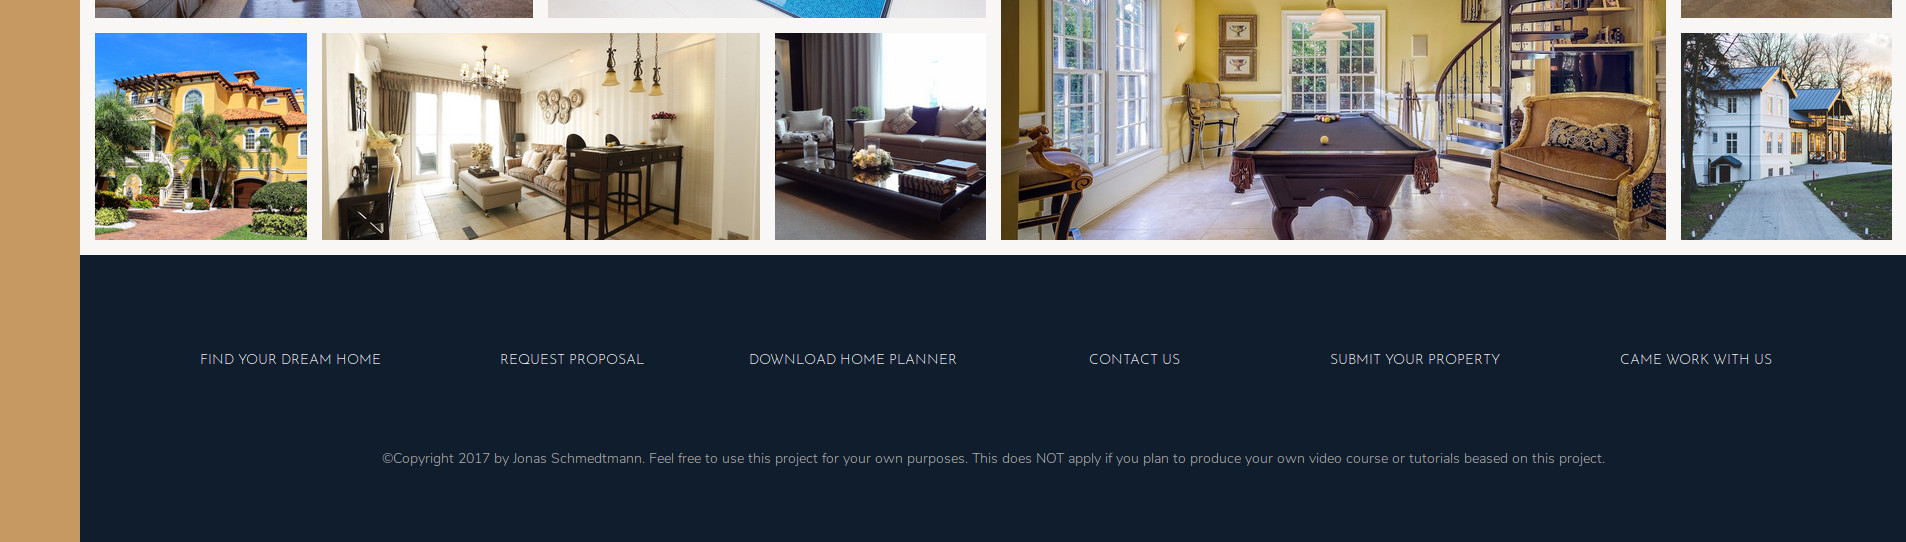 FIND YOUR DREAM HOME
REQUEST PROPOSAL
DOWNLOAD HOME PLANNER
CONTACT US
SUBMIT YOUR PROPERTY
CAME WORK WITH US
©Copyright 2017 by Jonas Schmedtmann. Feel free to use this project for your own purposes. This does NOT apply if you plan to produce your own video course or tutorials beased on this project.